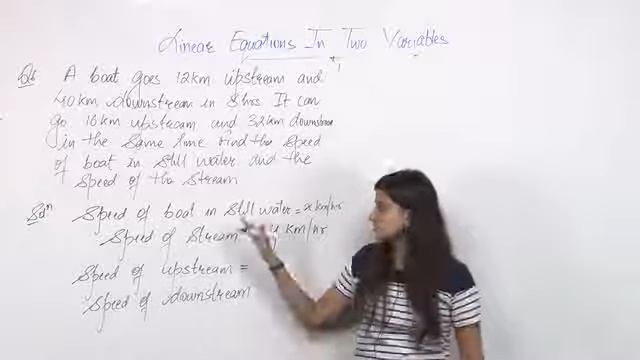 Linear Equations In Two Variables
A boat goes 12km upstream and
40km downstream in 8hrs. It can
go 16km upstream and 32km downstream
in the same time. Find the speed
of boat in still water and the
speed of the stream
Solⁿ Speed of boat in still water = x km/hr
Speed of stream y km/hr
Speed of upstream =
Speed of downstream